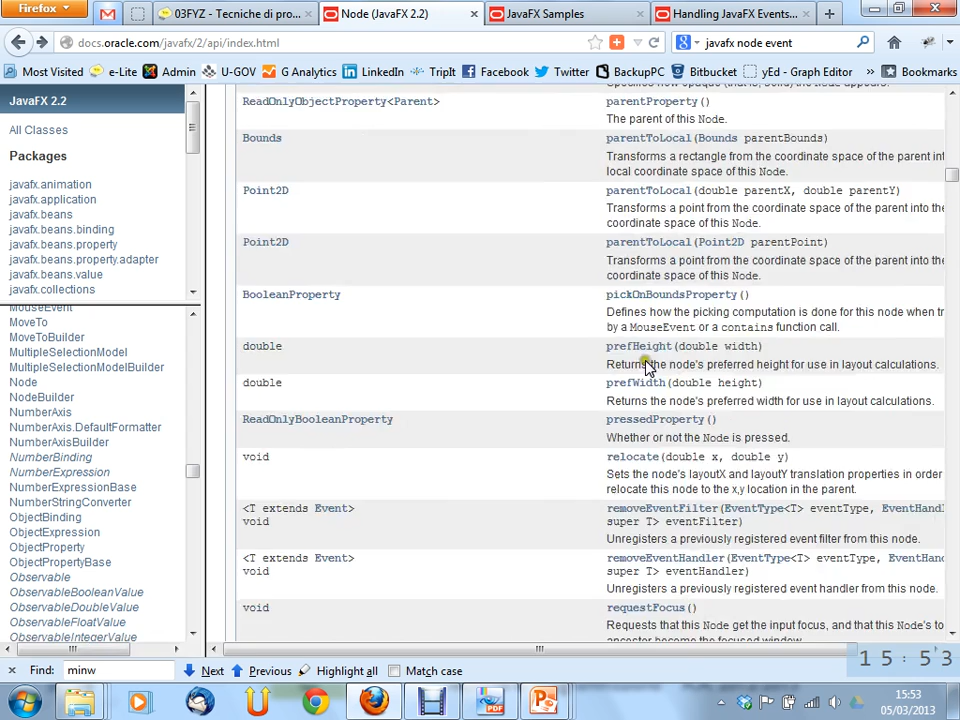 Firefox
03FYZ - Tecniche di pro...
Node (JavaFX 2.2)
JavaFX Samples
Handling JavaFX Events...
docs.oracle.com/javafx/2/api/index.html
javafx node event
Most Visited
e-Lite
Admin
U-GOV
G Analytics
LinkedIn
TripIt
Facebook
Twitter
BackupPC
Bitbucket
yEd - Graph Editor
Bookmarks
JavaFX 2.2
All Classes
Packages
javafx.animation
javafx.application
javafx.beans
javafx.beans.binding
javafx.beans.property
javafx.beans.property.adapter
javafx.beans.value
javafx.collections
MouseEvent
MoveTo
MoveToBuilder
MultipleSelectionModel
MultipleSelectionModelBuilder
Node
NodeBuilder
NumberAxis
NumberAxis.DefaultFormatter
NumberAxisBuilder
NumberBinding
NumberExpression
NumberExpressionBase
NumberStringConverter
ObjectBinding
ObjectExpression
ObjectProperty
ObjectPropertyBase
Observable
ObservableBooleanValue
ObservableDoubleValue
ObservableFloatValue
ObservableIntegerValue
ReadOnlyObjectProperty<Parent>
parentProperty()
The parent of this Node.
Bounds
parentToLocal(Bounds parentBounds)
Transforms a rectangle from the coordinate space of the parent int
local coordinate space of this Node.
Point2D
parentToLocal(double parentX, double parentY)
Transforms a point from the coordinate space of the parent into the
coordinate space of this Node.
Point2D
parentToLocal(Point2D parentPoint)
Transforms a point from the coordinate space of the parent into the
coordinate space of this Node.
BooleanProperty
pickOnBoundsProperty()
Defines how the picking computation is done for this node when tr
by a MouseEvent or a contains function call.
double
prefHeight(double width)
Returns the node's preferred height for use in layout calculations.
double
prefWidth(double height)
Returns the node's preferred width for use in layout calculations.
ReadOnlyBooleanProperty
pressedProperty()
Whether or not the Node is pressed.
void
relocate(double x, double y)
Sets the node's layoutX and layoutY translation properties in order
relocate this node to the x,y location in the parent.
<T extends Event>
void
removeEventFilter(EventType<T> eventType, EventHandl
super T> eventFilter)
Unregisters a previously registered event filter from this node.
<T extends Event>
void
removeEventHandler(EventType<T> eventType, EventHand
super T> eventHandler)
Unregisters a previously registered event handler from this node.
void
requestFocus()
Requests that this Node get the input focus, and that this Node's to
ancestor become the focused window.
Find:
minw
Next
Previous
Highlight all
Match case
15:53
15:53
05/03/2013